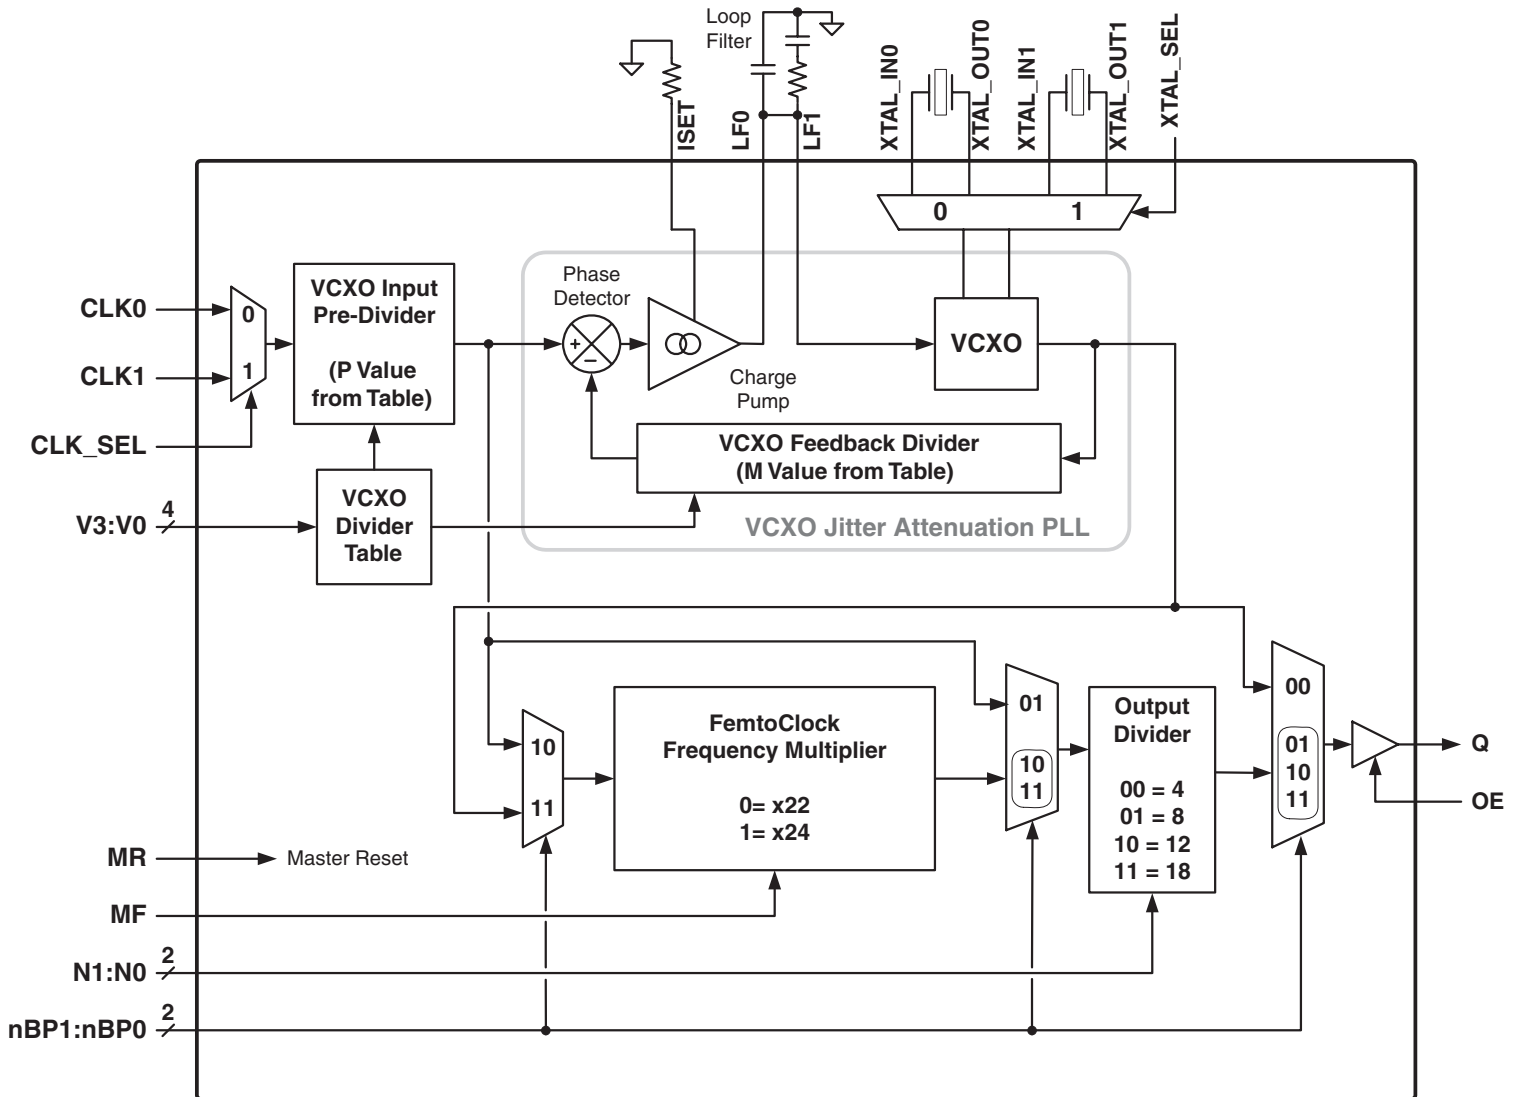 Loop
Filter
ISET
LF0
LF1
XTAL_IN0
XTAL_OUT0
XTAL_IN1
XTAL_OUT1
XTAL_SEL
0
1
CLK0
CLK1
CLK_SEL
V3:V0
4
0
1
VCXO Input
Pre-Divider
(P Value
from Table)
VCXO
Divider
Table
Phase
Detector
+
–
Charge
Pump
VCXO
VCXO Feedback Divider
(M Value from Table)
VCXO Jitter Attenuation PLL
10
11
FemtoClock
Frequency Multiplier
0= x22
1= x24
01
10
11
Output
Divider
00 = 4
01 = 8
10 = 12
11 = 18
00
01
10
11
Q
OE
MR
Master Reset
MF
N1:N0
2
nBP1:nBP0
2